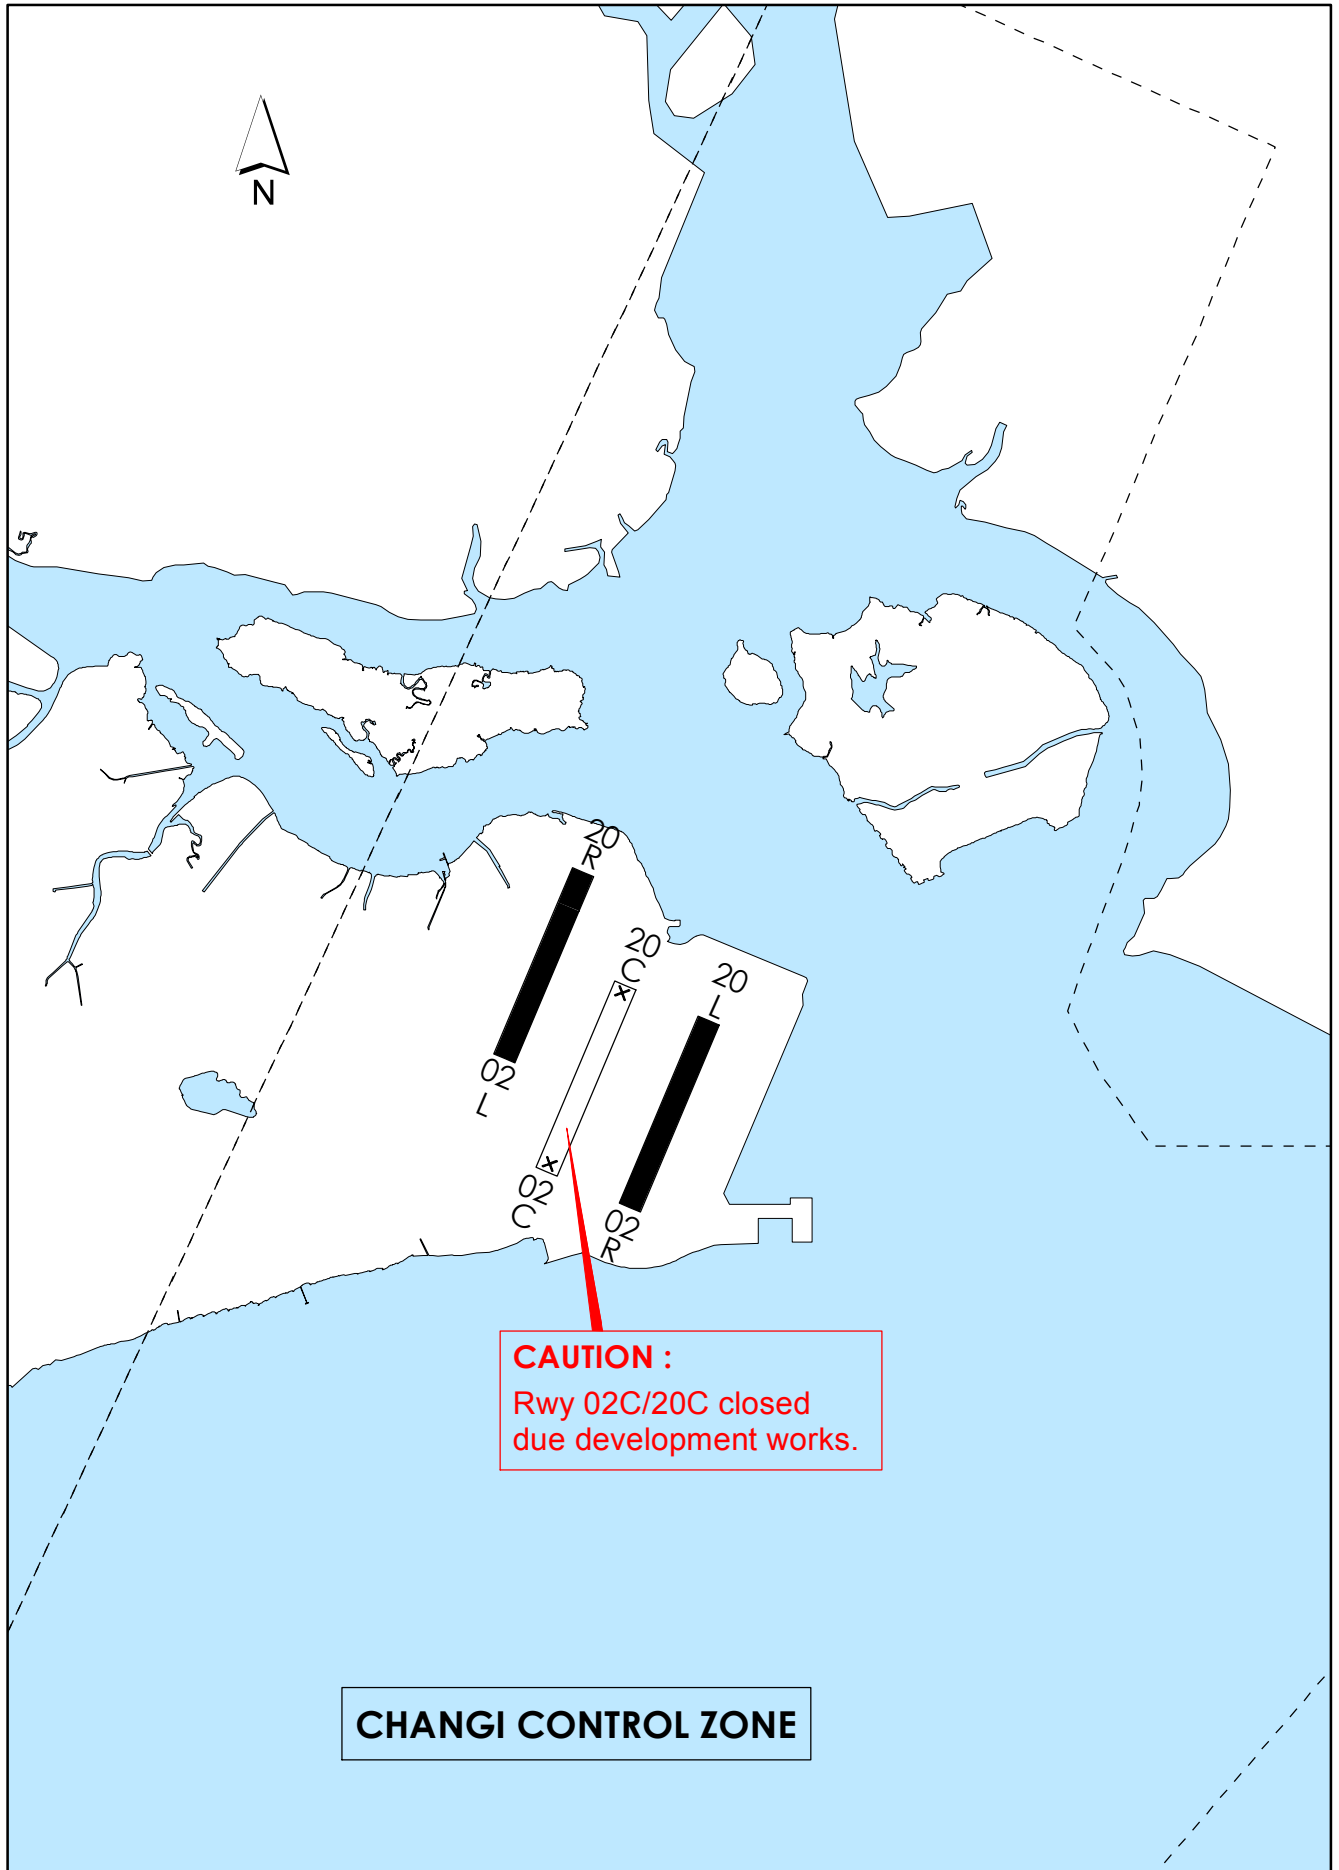 N
20
R
20
C
20
L
02
L
02
C
02
R
CAUTION :
Rwy 02C/20C closed
due development works.
CHANGI CONTROL ZONE